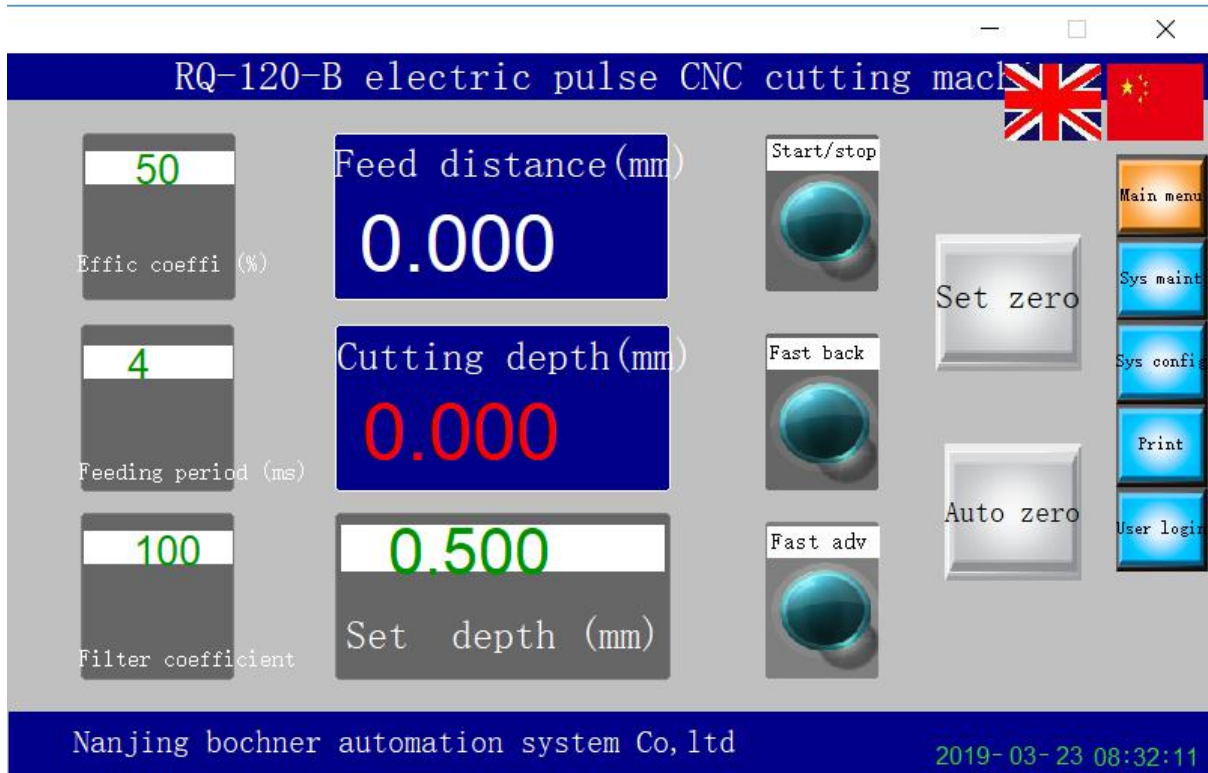 RQ-120-B electric pulse CNC cutting
50
Effic coeffi (%)
Feed distance(mm)
0.000
Start/stop
4
Feeding period (ms)
Cutting depth(mm)
0.000
Fast back
100
Filter coefficient
0.500
Set depth (mm)
Fast adv
Set zero
Auto zero
Main menu
Sys maint
Sys config
Print
User login
Nanjing bochner automation system Co,ltd
2019-03-23 08:32:11